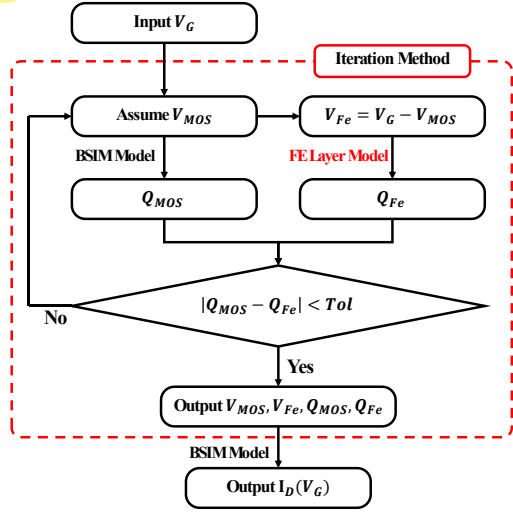 Input V_G
Iteration Method
Assume V_MOS
V_Fe = V_G − V_MOS
BSIM Model
FE Layer Model
Q_MOS
Q_Fe
|Q_MOS − Q_Fe| < Tol
No
Yes
Output V_MOS, V_Fe, Q_MOS, Q_Fe
BSIM Model
Output I_D(V_G)